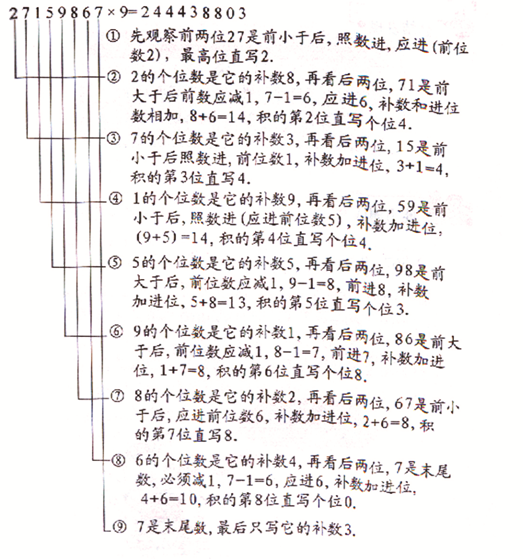 27159867×9=244438803
① 先观察前两位27是前小于后,照数进,应进(前位
数2),最高位直写2.
② 2的个位数是它的补数8,再看后两位,71是前
大于后前数应减1,7-1=6,应进6,补数和进位
数相加,8+6=14,积的第2位直写个位4.
③ 7的个位数是它的补数3,再看后两位,15是前
小于后照数进,前位数1,补数加进位,3+1=4,
积的第3位直写4.
④ 1的个位数是它的补数9,再看后两位,59是前
小于后,照数进(应进前位数5),补数加进位,
(9+5)=14,积的第4位直写个位4.
⑤ 5的个位数是它的补数5,再看后两位,98是前
大于后,前位数应减1,9-1=8,前进8,补数
加进位,5+8=13,积的第5位直写个位3.
⑥ 9的个位数是它的补数1,再看后两位,86是前大
于后,前位数应减1,8-1=7,前进7,补数加进
位,1+7=8,积的第6位直写个位8.
⑦ 8的个位数是它的补数2,再看后两位,67是前小
于后,应进前位数6,补数加进位,2+6=8,积
的第7位直写8.
⑧ 6的个位数是它的补数4,再看后两位,7是末尾
数,必须减1,7-1=6,应进6,补数加进位,
4+6=10,积的第8位直写个位0.
⑨ 7是末尾数,最后只写它的补数3.